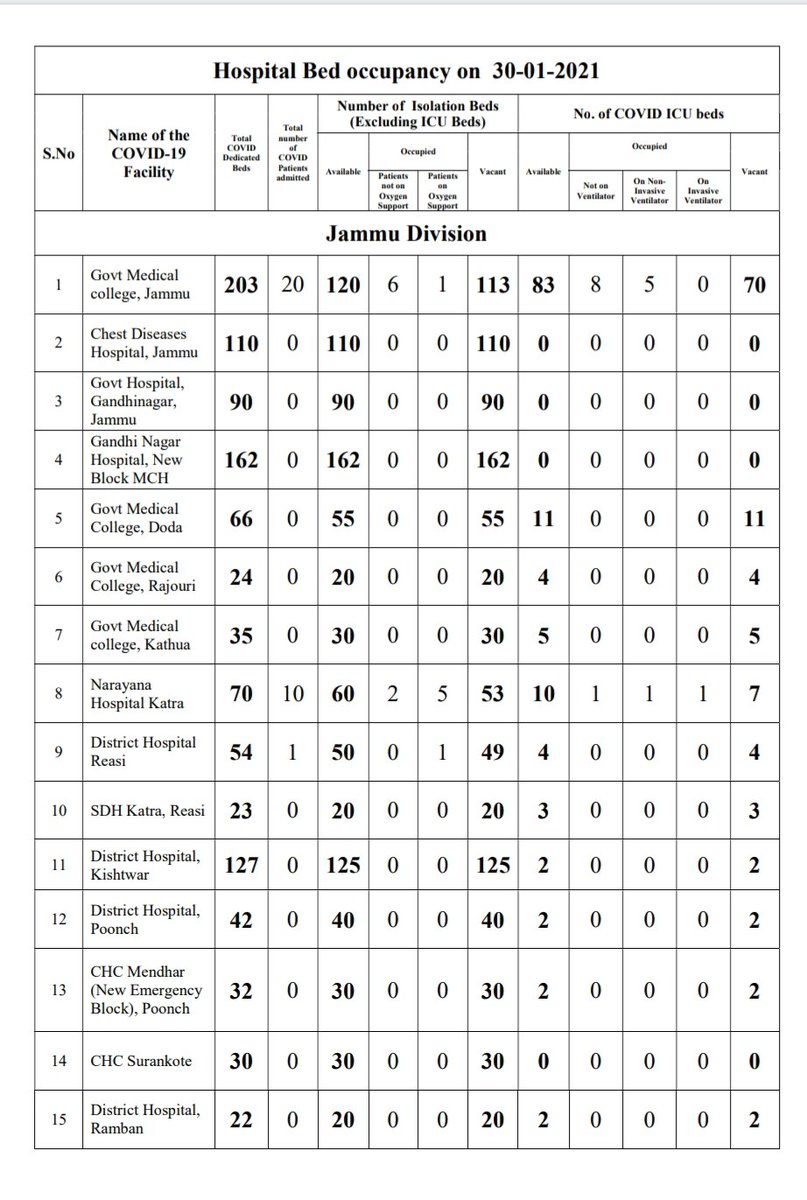 Hospital Bed occupancy on 30-01-2021
S.No
Name of the
COVID-19
Facility
Total
COVID
Dedicated
Beds
Total
number
of
COVID
Patients
admitted
Number of Isolation Beds
(Excluding ICU Beds)
No. of COVID ICU beds
Available
Occupied
Vacant
Available
Occupied
Vacant
Patients
not on
Oxygen
Support
Patients
on
Oxygen
Support
Not on
Ventilator
On Non-
Invasive
Ventilator
On
Invasive
Ventilator
Jammu Division
1
Govt Medical
college, Jammu
203 20 120 6 1 113 83 8 5 0 70
2
Chest Diseases
Hospital, Jammu
110 0 110 0 0 110 0 0 0 0 0
3
Govt Hospital,
Gandhinagar,
Jammu
90 0 90 0 0 90 0 0 0 0 0
4
Gandhi Nagar
Hospital, New
Block MCH
162 0 162 0 0 162 0 0 0 0 0
5
Govt Medical
College, Doda
66 0 55 0 0 55 11 0 0 0 11
6
Govt Medical
College, Rajouri
24 0 20 0 0 20 4 0 0 0 4
7
Govt Medical
college, Kathua
35 0 30 0 0 30 5 0 0 0 5
8
Narayana
Hospital Katra
70 10 60 2 5 53 10 1 1 1 7
9
District Hospital
Reasi
54 1 50 0 1 49 4 0 0 0 4
10
SDH Katra, Reasi
23 0 20 0 0 20 3 0 0 0 3
11
District Hospital,
Kishtwar
127 0 125 0 0 125 2 0 0 0 2
12
District Hospital,
Poonch
42 0 40 0 0 40 2 0 0 0 2
13
CHC Mendhar
(New Emergency
Block), Poonch
32 0 30 0 0 30 2 0 0 0 2
14
CHC Surankote
30 0 30 0 0 30 0 0 0 0 0
15
District Hospital,
Ramban
22 0 20 0 0 20 2 0 0 0 2